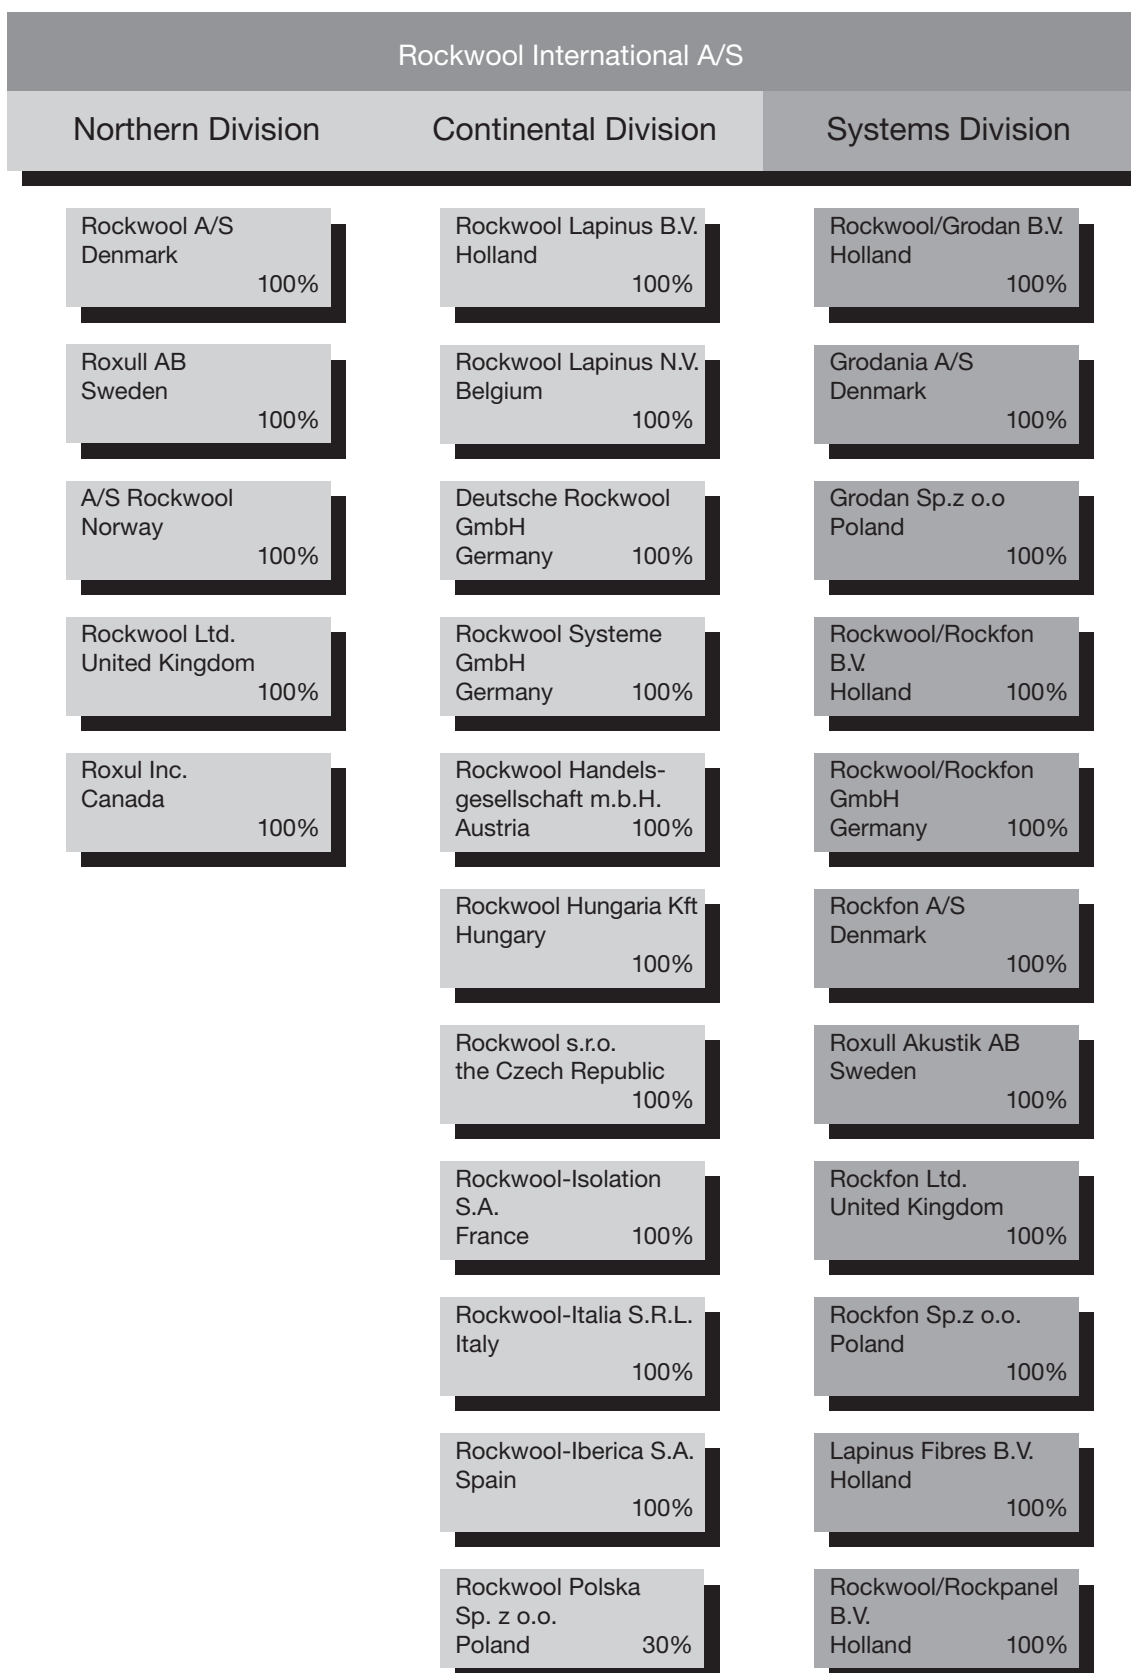 Rockwool International A/S
Northern Division
Continental Division
Systems Division
Rockwool A/S
Denmark
100%
Roxull AB
Sweden
100%
A/S Rockwool
Norway
100%
Rockwool Ltd.
United Kingdom
100%
Roxul Inc.
Canada
100%
Rockwool Lapinus B.V.
Holland
100%
Rockwool Lapinus N.V.
Belgium
100%
Deutsche Rockwool
GmbH
Germany 100%
Rockwool Systeme
GmbH
Germany 100%
Rockwool Handels-
gesellschaft m.b.H.
Austria 100%
Rockwool Hungaria Kft
Hungary
100%
Rockwool s.r.o.
the Czech Republic
100%
Rockwool-Isolation
S.A.
France 100%
Rockwool-Italia S.R.L.
Italy
100%
Rockwool-Iberica S.A.
Spain
100%
Rockwool Polska
Sp. z o.o.
Poland 30%
Rockwool/Grodan B.V.
Holland
100%
Grodania A/S
Denmark
100%
Grodan Sp.z o.o
Poland
100%
Rockwool/Rockfon
B.V.
Holland 100%
Rockwool/Rockfon
GmbH
Germany 100%
Rockfon A/S
Denmark
100%
Roxull Akustik AB
Sweden
100%
Rockfon Ltd.
United Kingdom
100%
Rockfon Sp.z o.o.
Poland
100%
Lapinus Fibres B.V.
Holland
100%
Rockwool/Rockpanel
B.V.
Holland 100%